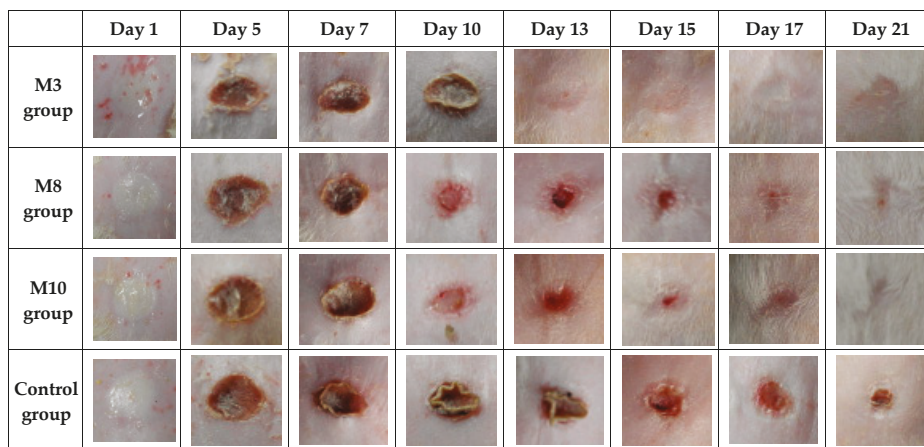 Day 1 Day 5 Day 7 Day 10 Day 13 Day 15 Day 17 Day 21
M3
group
M8
group
M10
group
Control
group